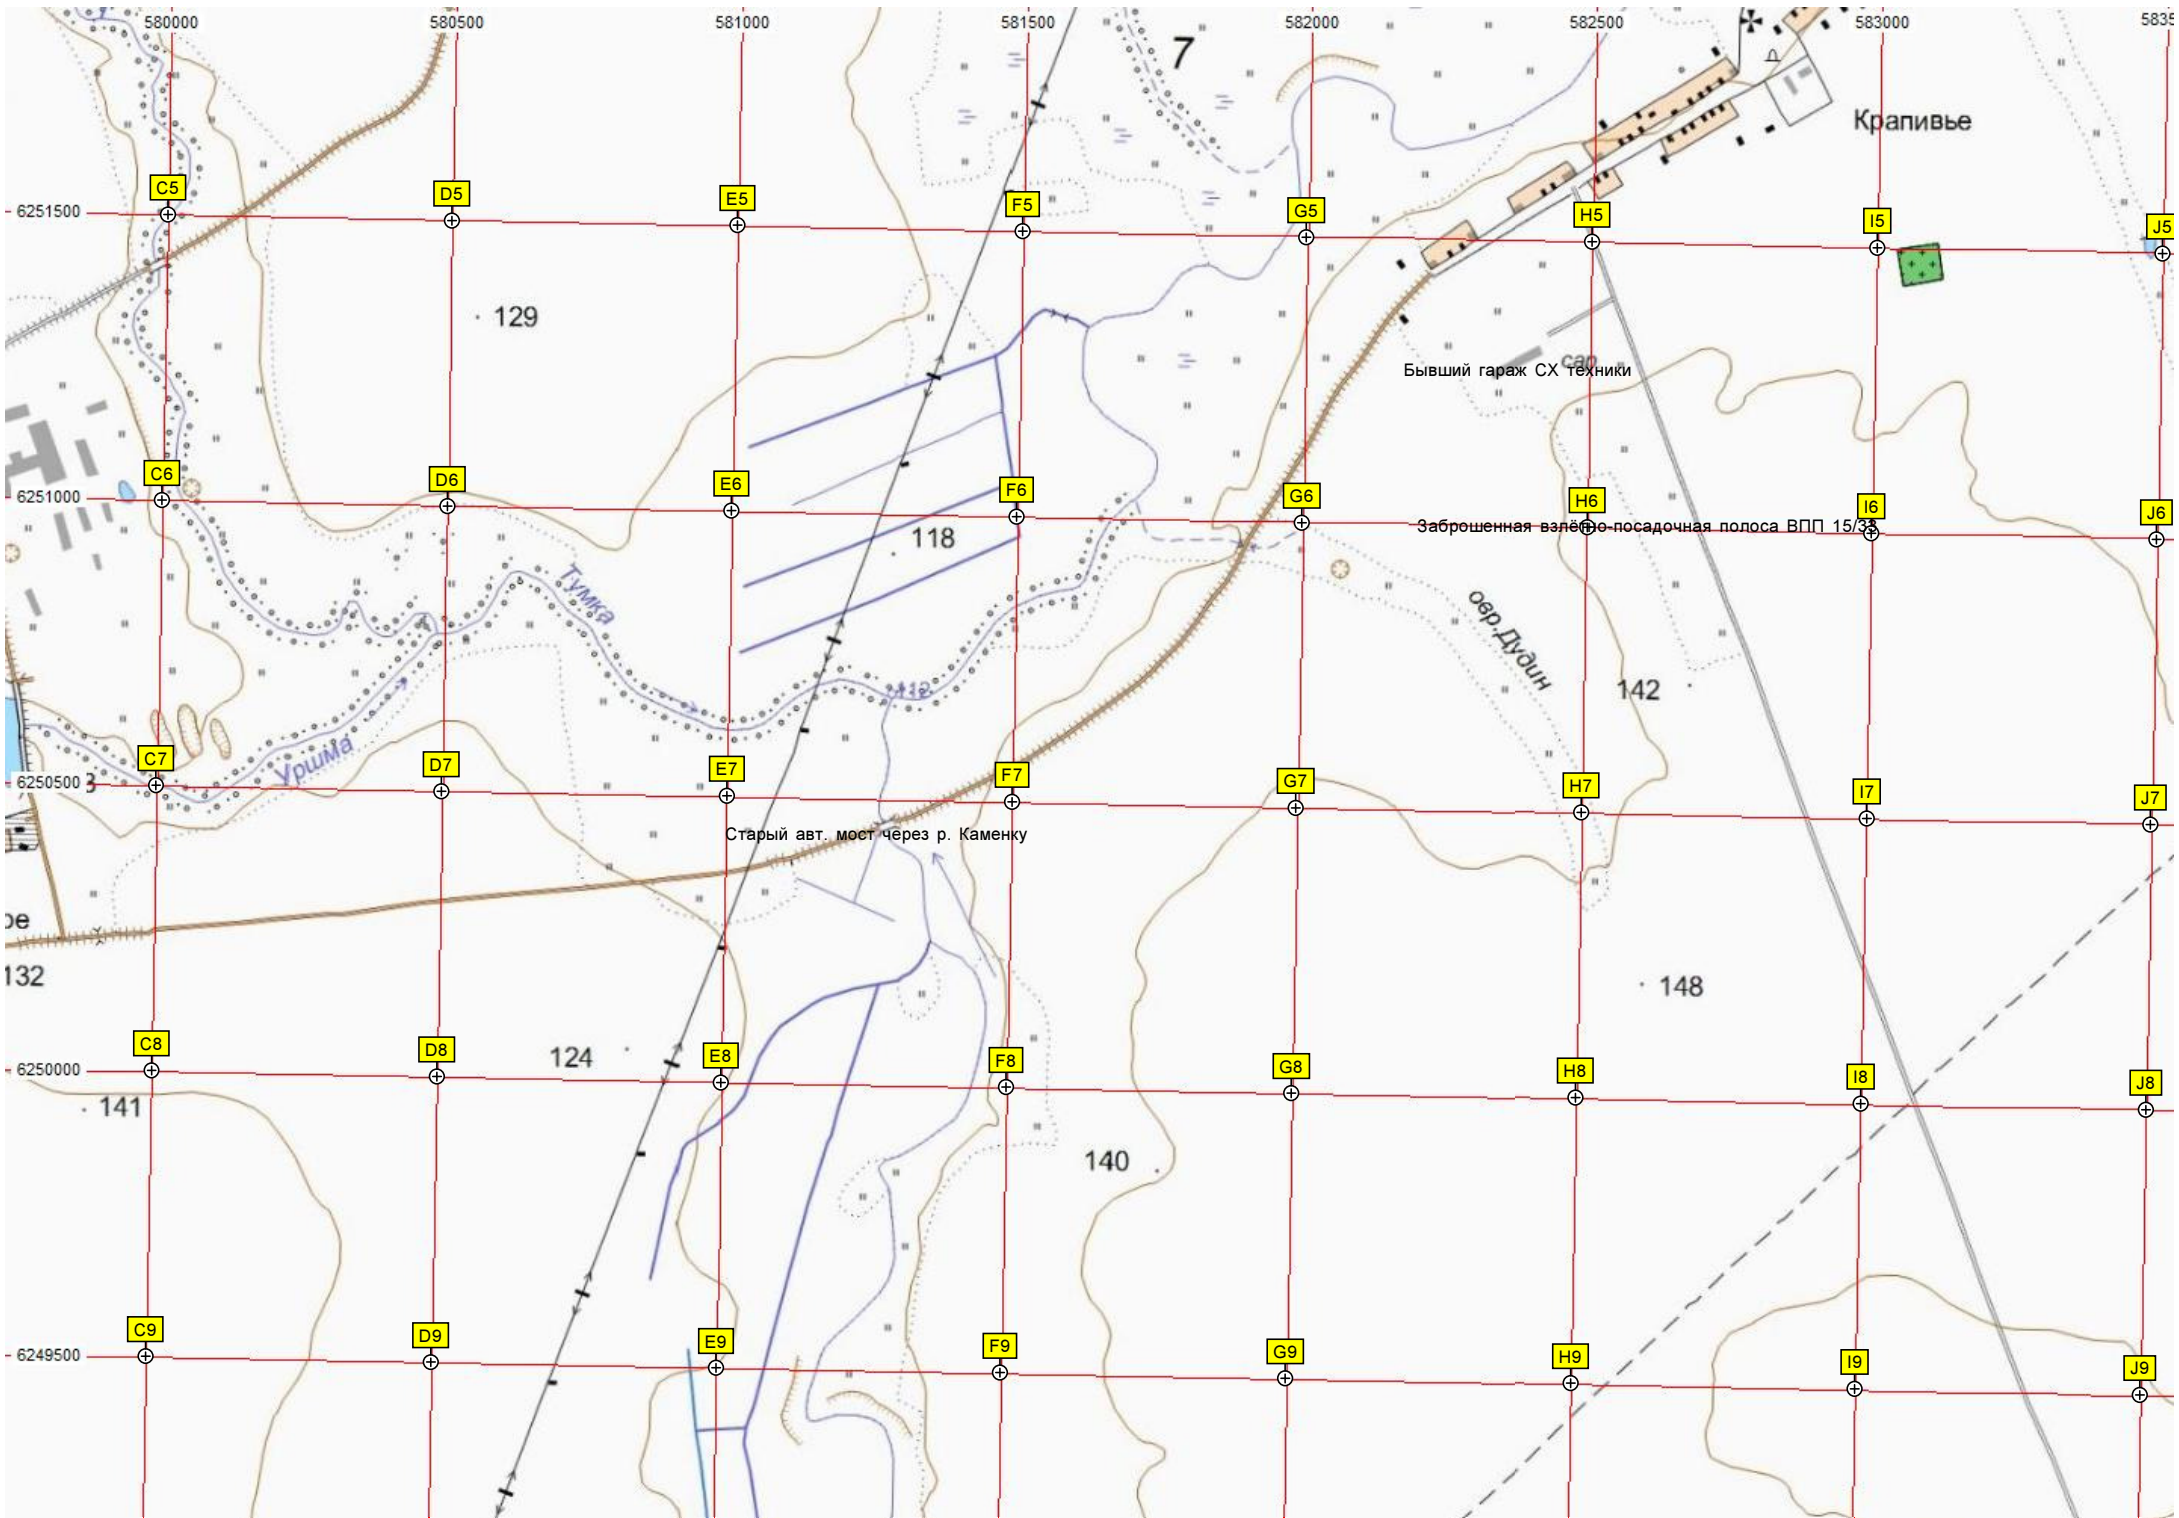 580000 580500 581000 581500 582000 582500 583000
7
Крапивье
C5 D5 E5 F5 G5 H5 I5 J5
6251500
129
сар.
Бывший гараж СХ техники
C6 D6 E6 F6 G6 H6 I6 J6
6251000
Заброшенная взлётно-посадочная полоса ВПП 15/33
118
Тумка
овр.Дудин
142
112
Уршма
C7 D7 E7 F7 G7 H7 I7 J7
6250500
Старый авт. мост через р. Каменку
ое
132
148
C8 D8 E8 F8 G8 H8 I8 J8
6250000
124
141
140
C9 D9 E9 F9 G9 H9 I9 J9
6249500